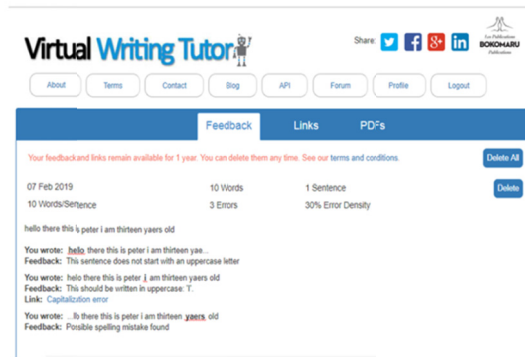 Virtual Writing Tutor
Share:
Les Publications
BOKOMARU
Publications
About Terms Contact Blog API Forum Profile Logout
Feedback Links PDFs
Your feedbackand links remain available for 1 year. You can delete them any time. See our terms and conditions. Delete All
07 Feb 2019 10 Words 1 Sentence Delete
10 Words/Sentence 3 Errors 30% Error Density
hello there this is peter i am thirteen yaers old
You wrote: helo there this is peter i am thirteen yae...
Feedback: This sentence does not start with an uppercase letter
You wrote: helo there this is peter i am thirteen yaers old
Feedback: This should be written in uppercase: 'I'.
Link: Capitalization error
You wrote: ...lo there this is peter i am thirteen yaers old
Feedback: Possible spelling mistake found